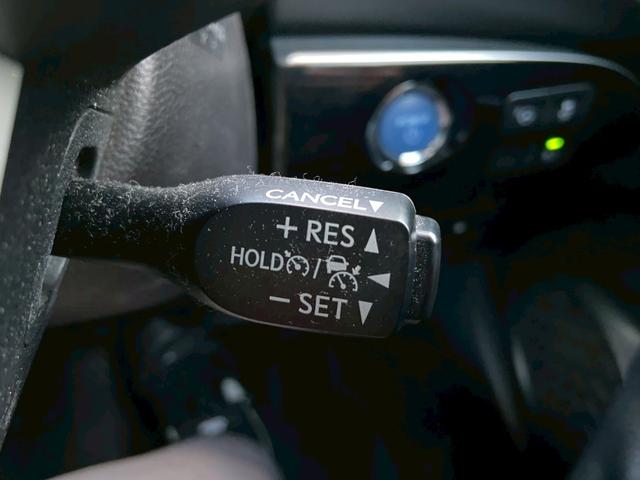 CANCEL▼
+ RES ▲
HOLD / ◀
− SET ▼